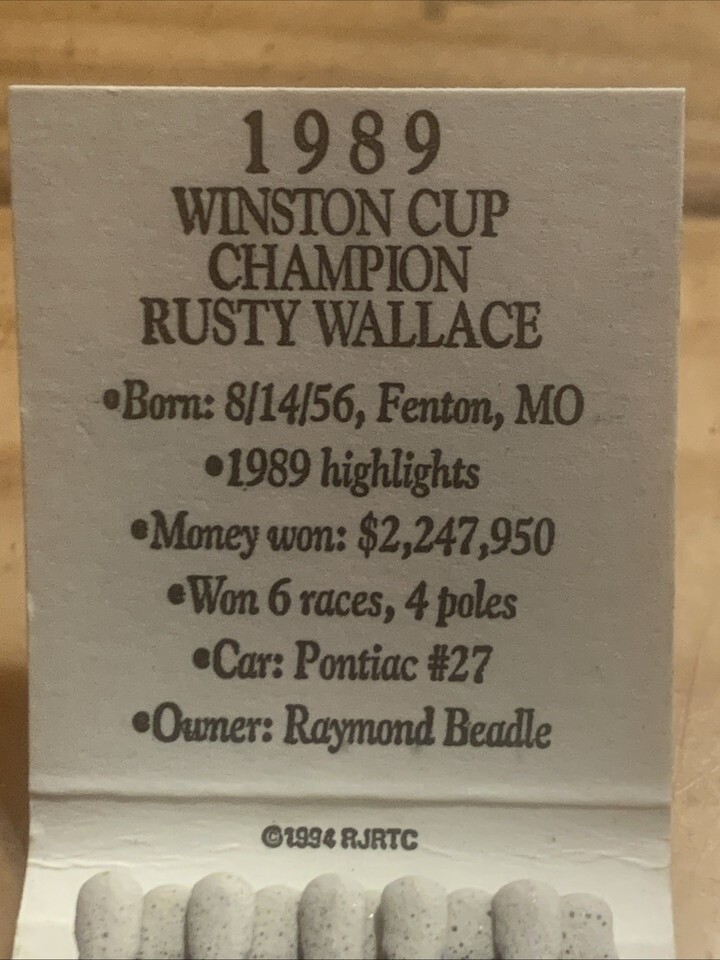 1989
WINSTON CUP
CHAMPION
RUSTY WALLACE
•Born: 8/14/56, Fenton, MO
•1989 highlights
•Money won: $2,247,950
•Won 6 races, 4 poles
•Car: Pontiac #27
•Owner: Raymond Beadle
©1994 RJRTC